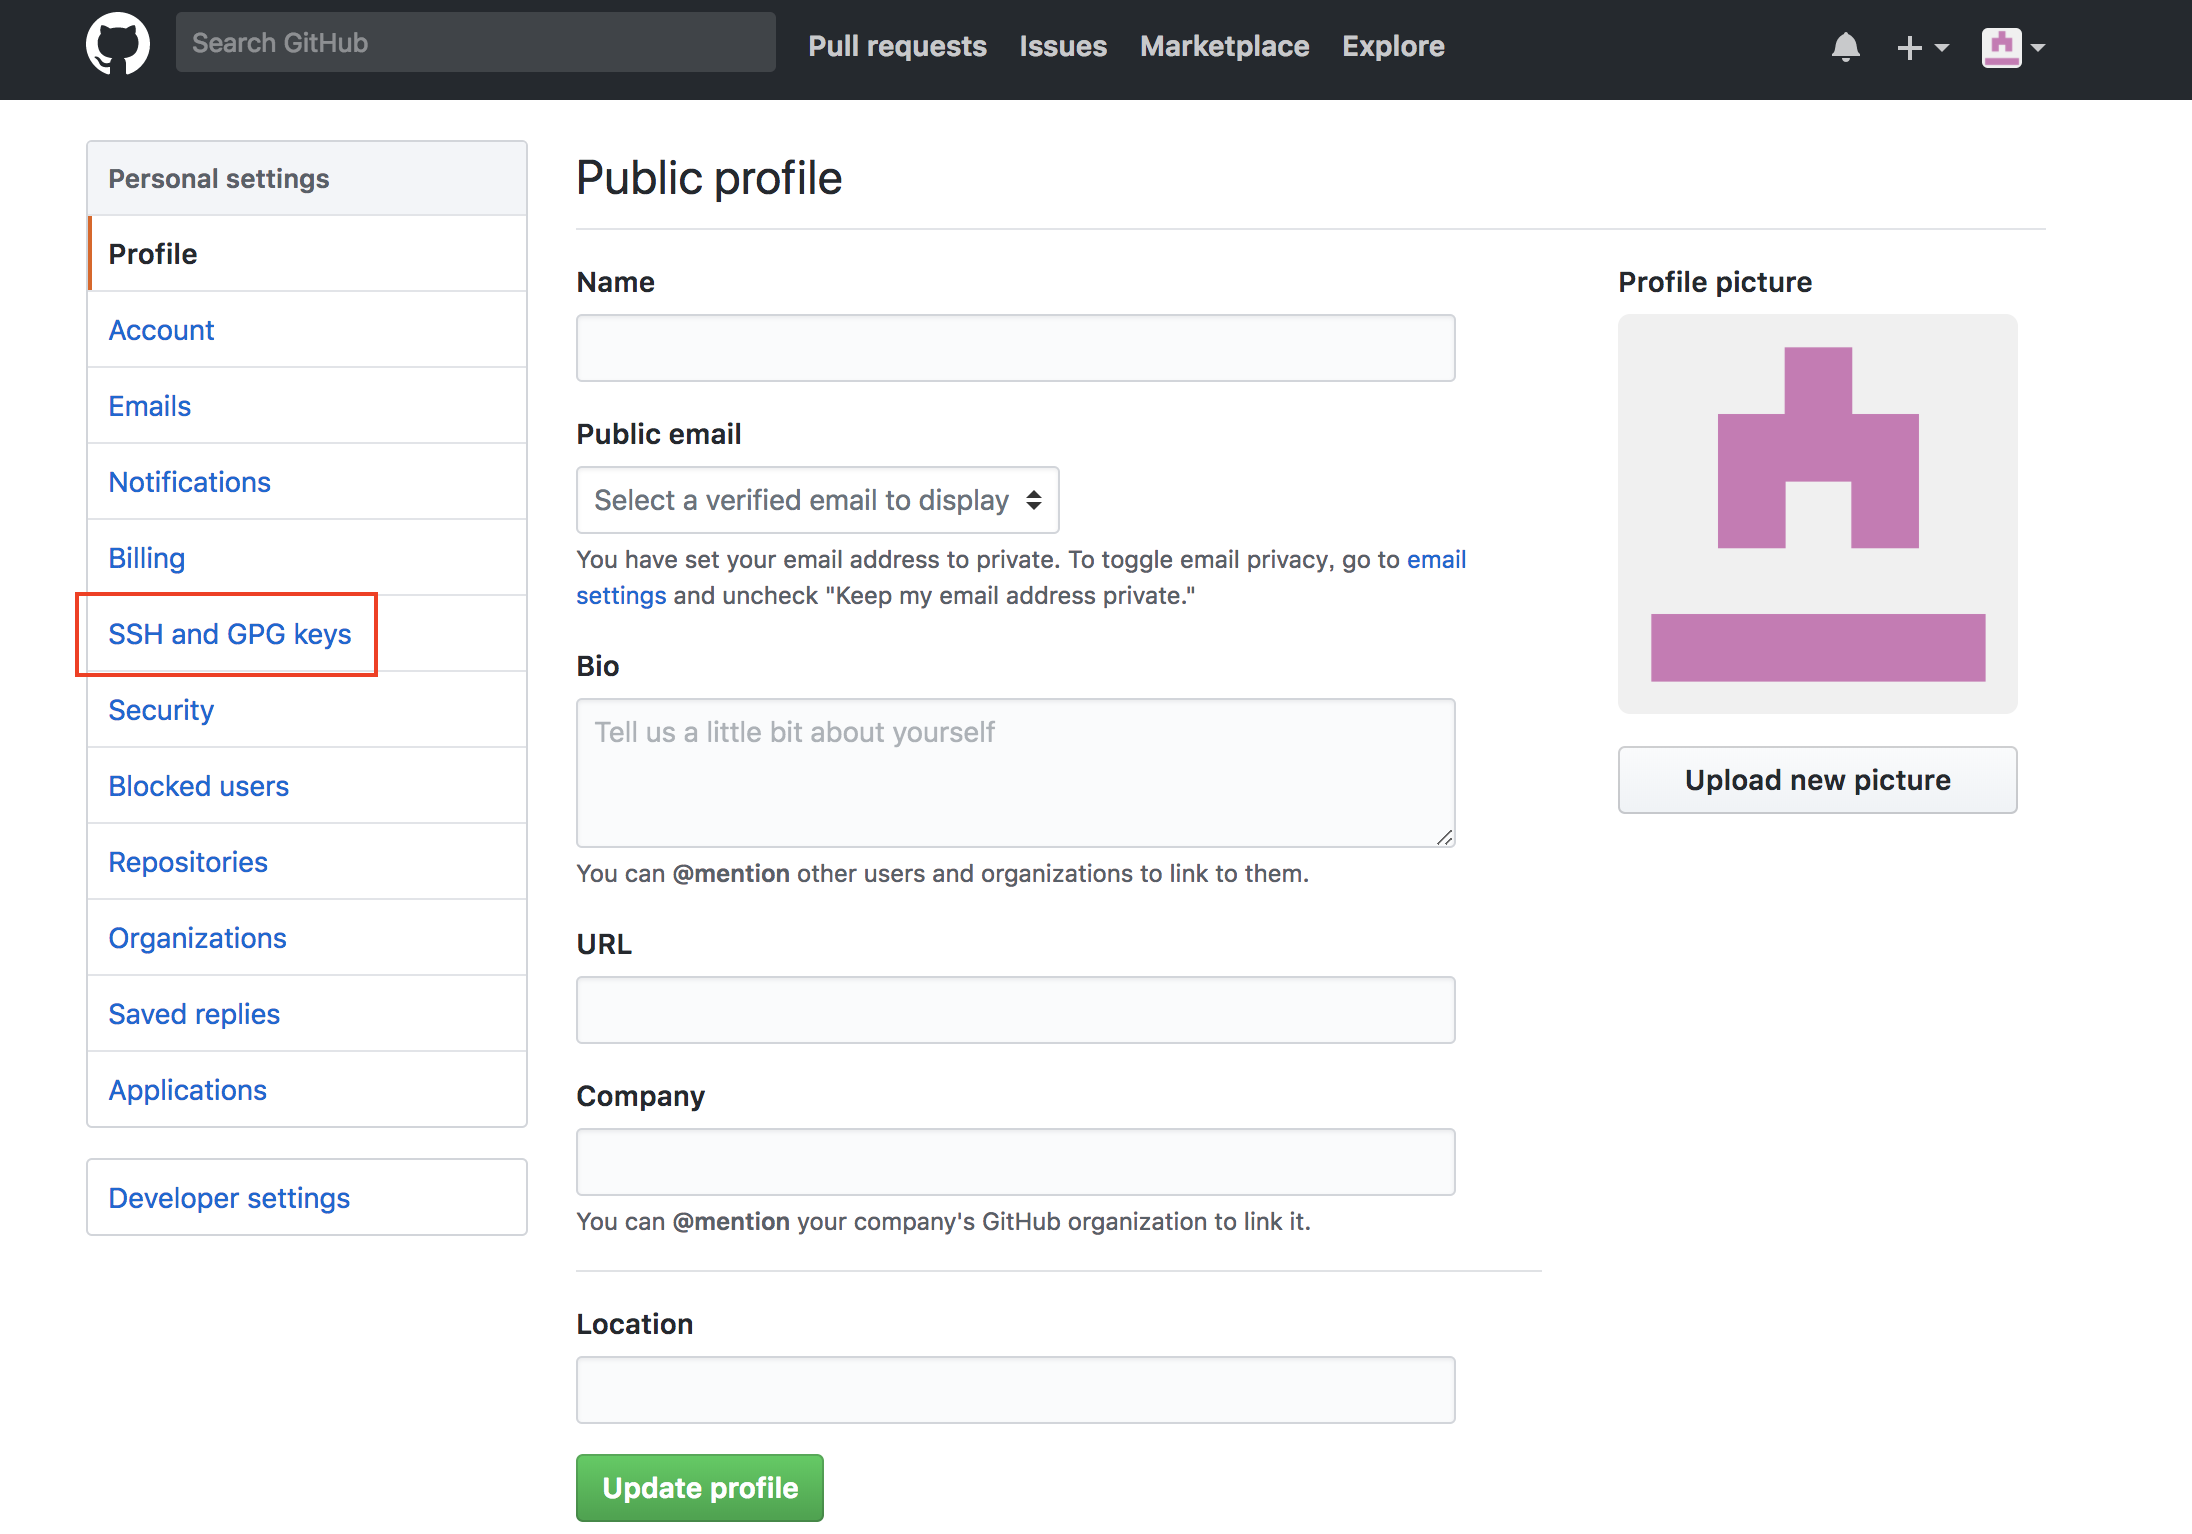 Search GitHub
Pull requests Issues Marketplace Explore
Personal settings
Profile
Account
Emails
Notifications
Billing
SSH and GPG keys
Security
Blocked users
Repositories
Organizations
Saved replies
Applications
Developer settings
Public profile
Name
Public email
Select a verified email to display
You have set your email address to private. To toggle email privacy, go to email
settings and uncheck "Keep my email address private."
Bio
Tell us a little bit about yourself
You can @mention other users and organizations to link to them.
URL
Company
You can @mention your company's GitHub organization to link it.
Location
Update profile
Profile picture
Upload new picture